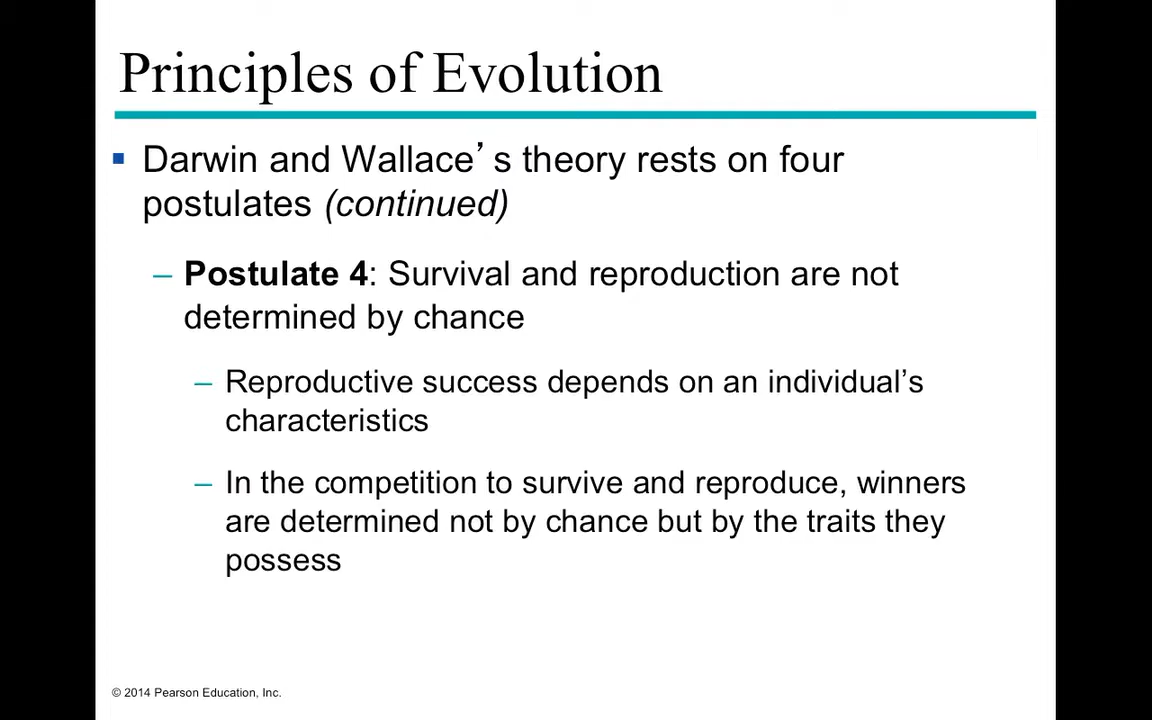 Principles of Evolution
▪ Darwin and Wallace’s theory rests on four
postulates (continued)
– Postulate 4: Survival and reproduction are not
determined by chance
– Reproductive success depends on an individual’s
characteristics
– In the competition to survive and reproduce, winners
are determined not by chance but by the traits they
possess
© 2014 Pearson Education, Inc.